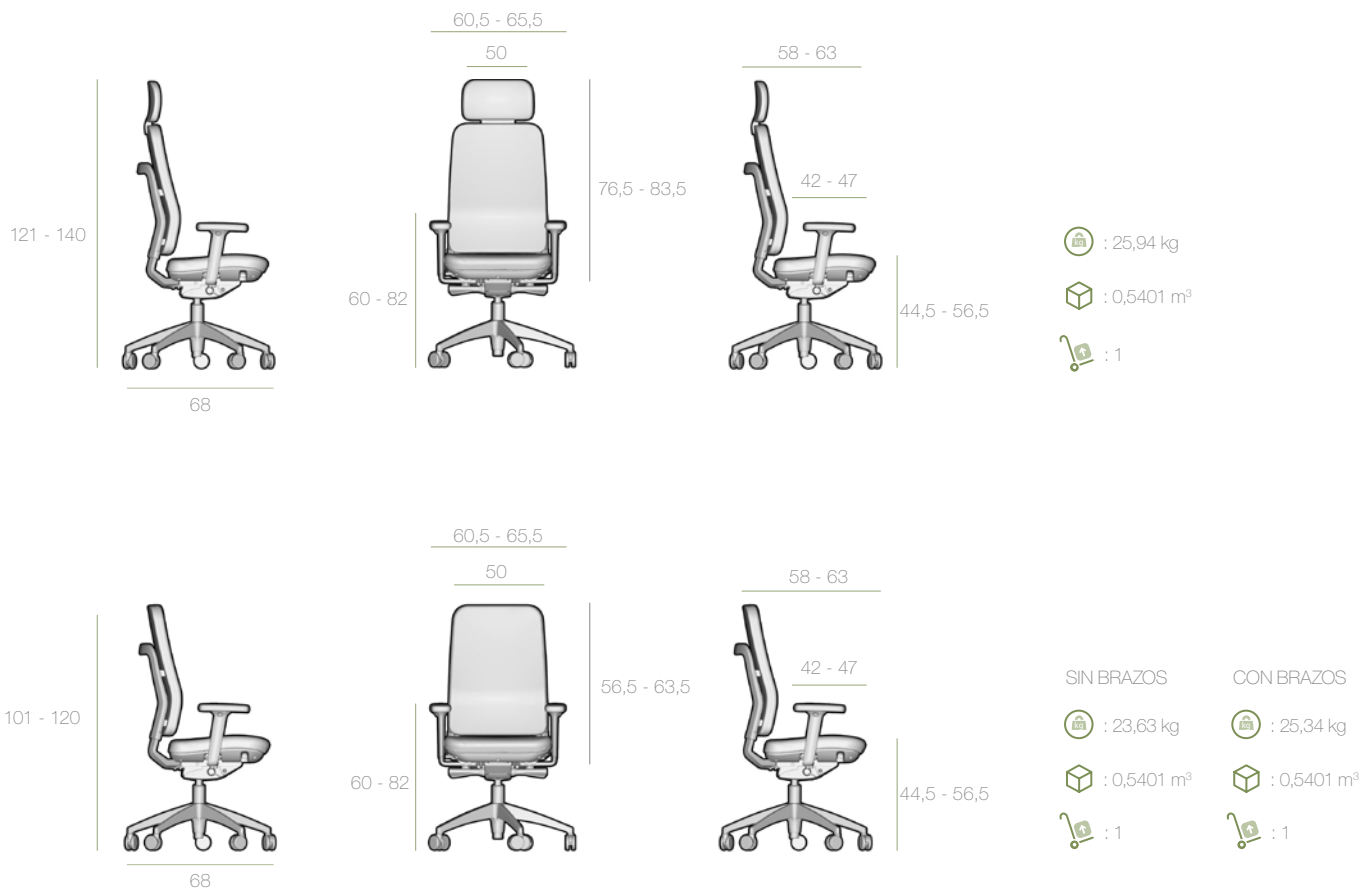 60,5 - 65,5
50
58 - 63
42 - 47
76,5 - 83,5
121 - 140
60 - 82
44,5 - 56,5
68
kg : 25,94 kg
: 0,5401 m³
: 1
60,5 - 65,5
50
58 - 63
42 - 47
56,5 - 63,5
101 - 120
60 - 82
44,5 - 56,5
68
SIN BRAZOS
kg : 23,63 kg
: 0,5401 m³
: 1
CON BRAZOS
kg : 25,34 kg
: 0,5401 m³
: 1